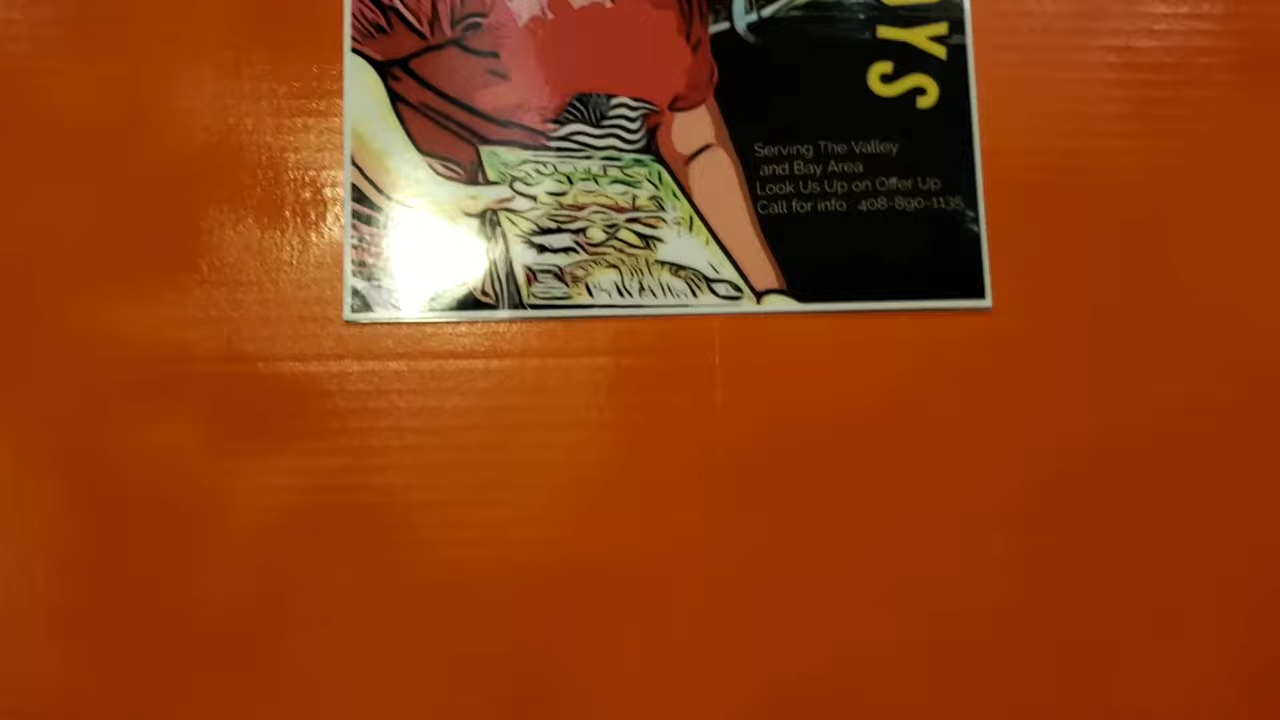 YS
Serving The Valley
and Bay Area
Look Us Up on Offer Up
Call for info 408-890-1135